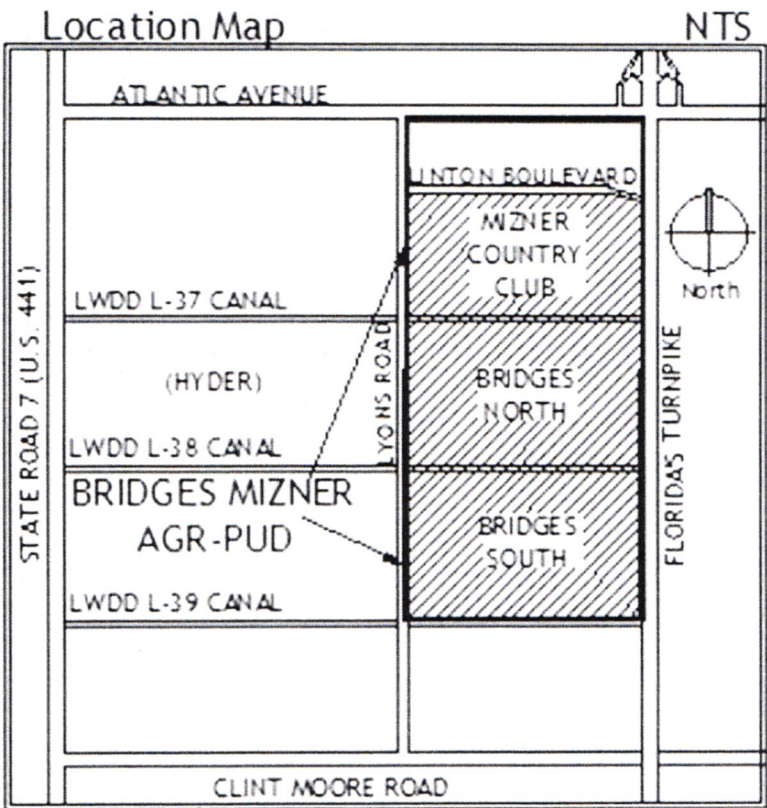 Location Map NTS
ATLANTIC AVENUE
LINTON BOULEVARD
MIZNER
COUNTRY
CLUB
North
LWDD L-37 CANAL
STATE ROAD 7 (U.S. 441)
LYONS ROAD
FLORIDA'S TURNPIKE
(HYDER)
BRIDGES
NORTH
LWDD L-38 CANAL
BRIDGES MIZNER
AGR-PUD
BRIDGES
SOUTH
LWDD L-39 CANAL
CLINT MOORE ROAD